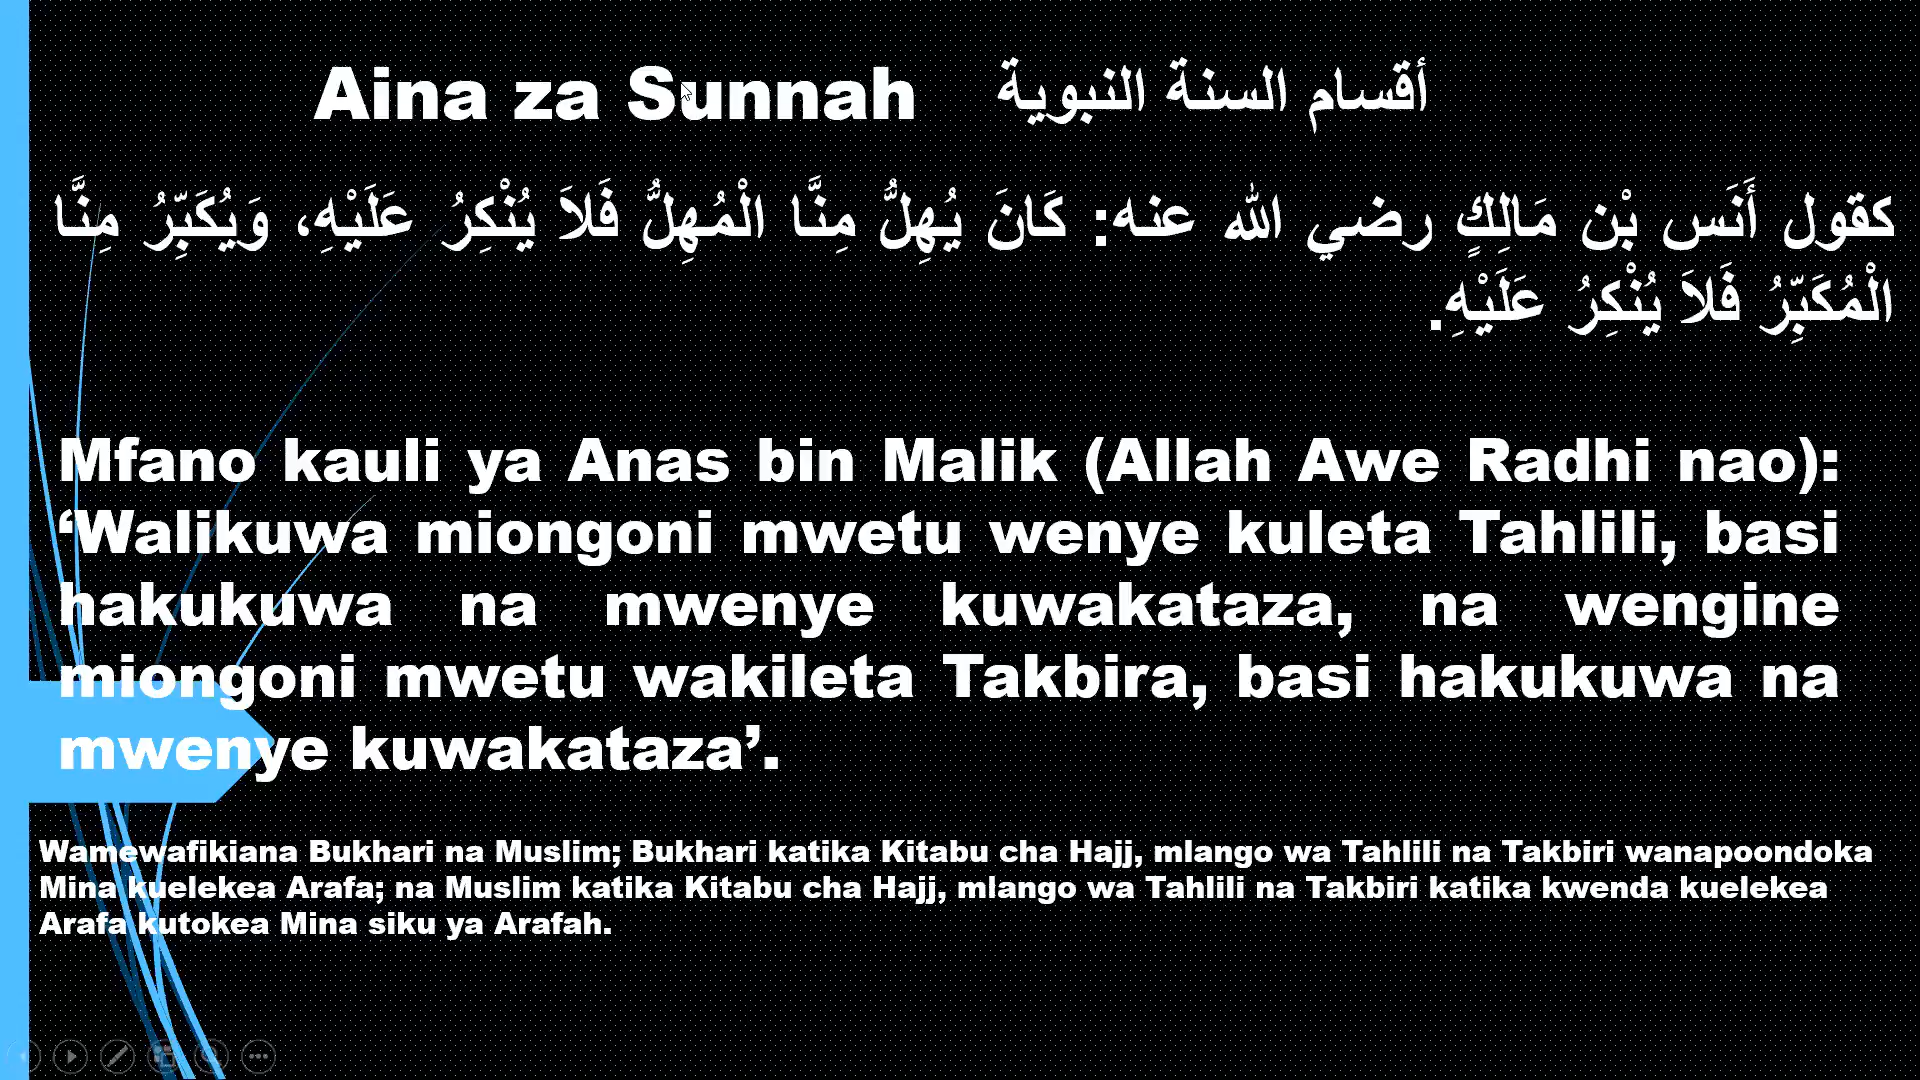 Aina za Sunnah أقسام السنة النبوية
كقول أَنَس بْن مَالِكٍ رضي الله عنه: كَانَ يُهِلُّ مِنَّا الْمُهِلُّ فَلاَ يُنْكِرُ عَلَيْهِ، وَيُكَبِّرُ مِنَّا
الْمُكَبِّرُ فَلاَ يُنْكِرُ عَلَيْهِ.
Mfano kauli ya Anas bin Malik (Allah Awe Radhi nao):
‘Walikuwa miongoni mwetu wenye kuleta Tahlili, basi
hakukuwa na mwenye kuwakataza, na wengine
miongoni mwetu wakileta Takbira, basi hakukuwa na
mwenye kuwakataza’.
Wamewafikiana Bukhari na Muslim; Bukhari katika Kitabu cha Hajj, mlango wa Tahlili na Takbiri wanapoondoka
Mina kuelekea Arafa; na Muslim katika Kitabu cha Hajj, mlango wa Tahlili na Takbiri katika kwenda kuelekea
Arafa kutokea Mina siku ya Arafah.